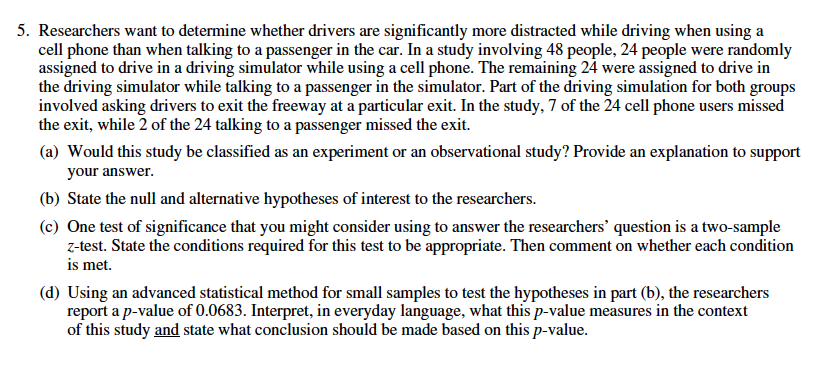 5. Researchers want to determine whether drivers are significantly more distracted while driving when using a
cell phone than when talking to a passenger in the car. In a study involving 48 people, 24 people were randomly
assigned to drive in a driving simulator while using a cell phone. The remaining 24 were assigned to drive in
the driving simulator while talking to a passenger in the simulator. Part of the driving simulation for both groups
involved asking drivers to exit the freeway at a particular exit. In the study, 7 of the 24 cell phone users missed
the exit, while 2 of the 24 talking to a passenger missed the exit.
(a) Would this study be classified as an experiment or an observational study? Provide an explanation to support
your answer.
(b) State the null and alternative hypotheses of interest to the researchers.
(c) One test of significance that you might consider using to answer the researchers' question is a two-sample
z-test. State the conditions required for this test to be appropriate. Then comment on whether each condition
is met.
(d) Using an advanced statistical method for small samples to test the hypotheses in part (b), the researchers
report a p-value of 0.0683. Interpret, in everyday language, what this p-value measures in the context
of this study and state what conclusion should be made based on this p-value.